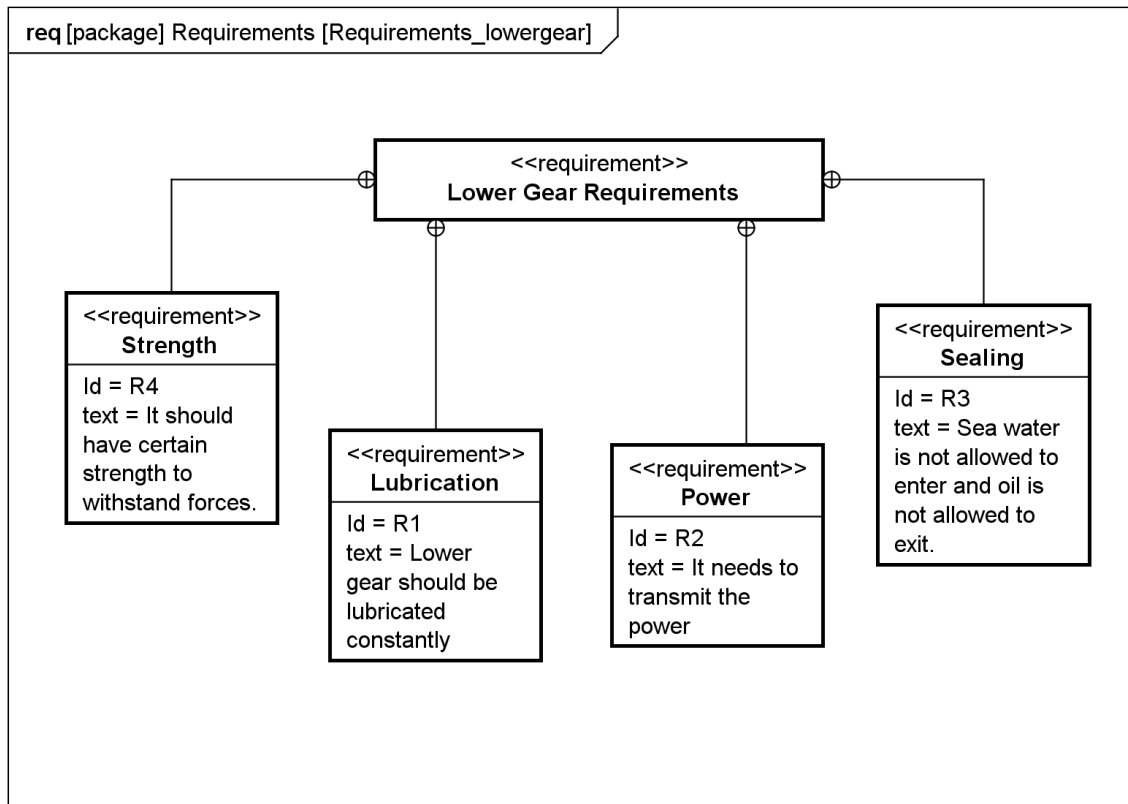 req [package] Requirements [Requirements_lowergear]
<<requirement>>
Lower Gear Requirements
<<requirement>>
Strength
Id = R4
text = It should
have certain
strength to
withstand forces.
<<requirement>>
Lubrication
Id = R1
text = Lower
gear should be
lubricated
constantly
<<requirement>>
Power
Id = R2
text = It needs to
transmit the
power
<<requirement>>
Sealing
Id = R3
text = Sea water
is not allowed to
enter and oil is
not allowed to
exit.